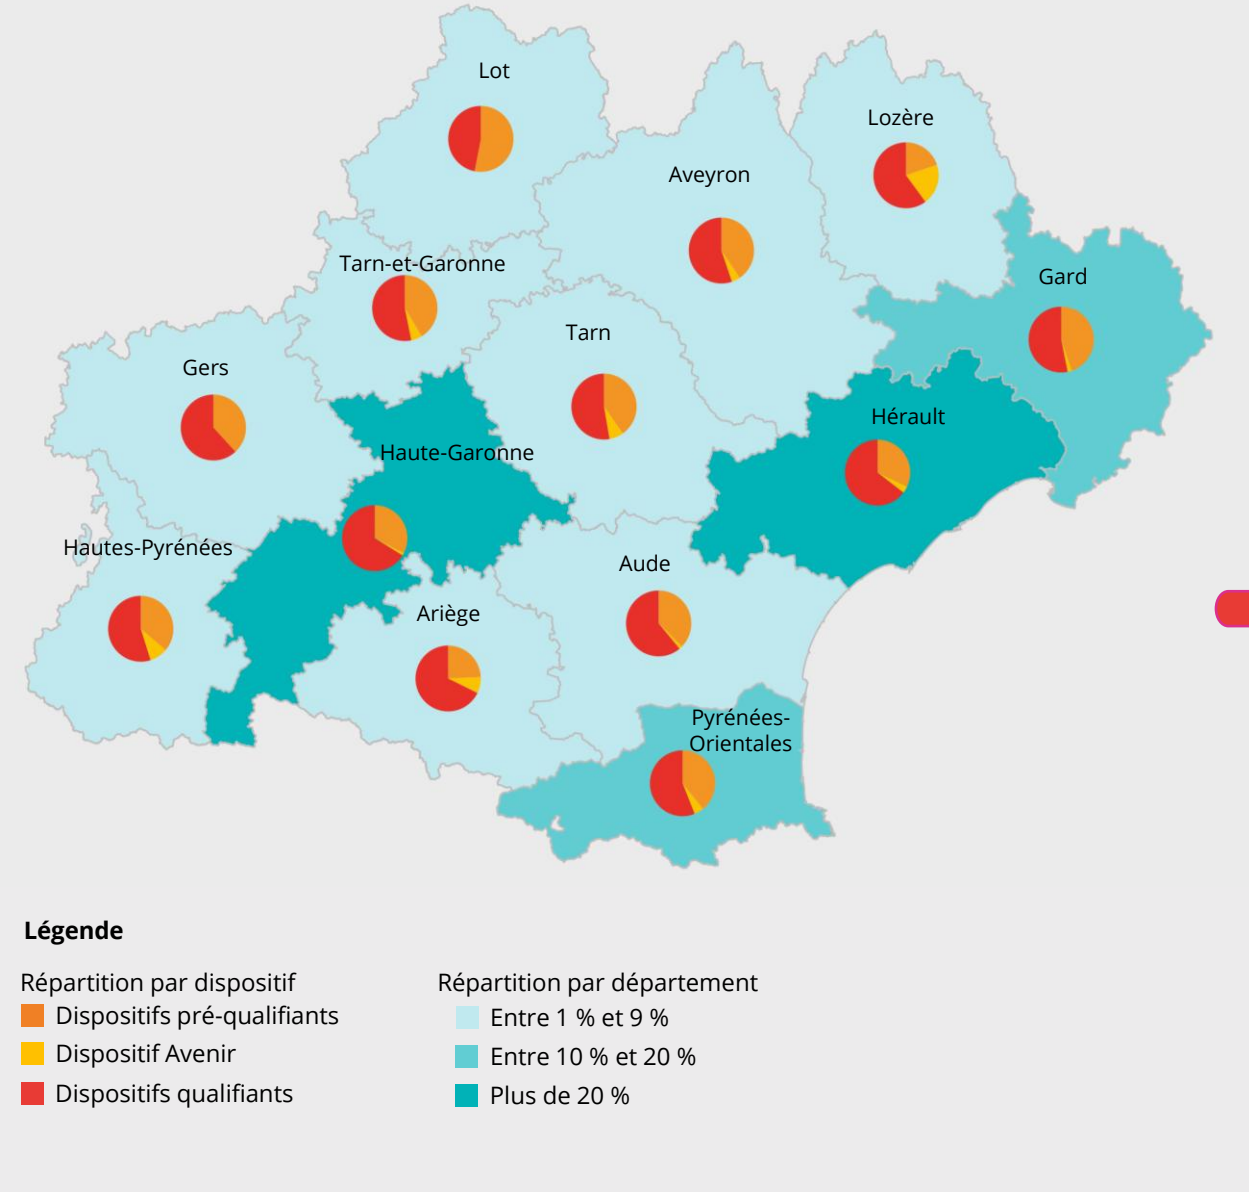 Lot
Lozère
Aveyron
Tarn-et-Garonne
Gard
Tarn
Gers
Hérault
Haute-Garonne
Hautes-Pyrénées
Aude
Ariège
Pyrénées-
Orientales
Légende
Répartition par dispositif
Dispositifs pré-qualifiants
Dispositif Avenir
Dispositifs qualifiants
Répartition par département
Entre 1 % et 9 %
Entre 10 % et 20 %
Plus de 20 %